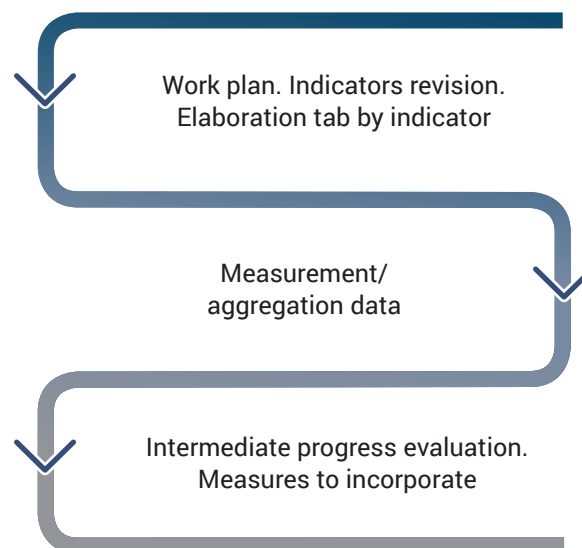 Work plan. Indicators revision.
Elaboration tab by indicator
Measurement/
aggregation data
Intermediate progress evaluation.
Measures to incorporate